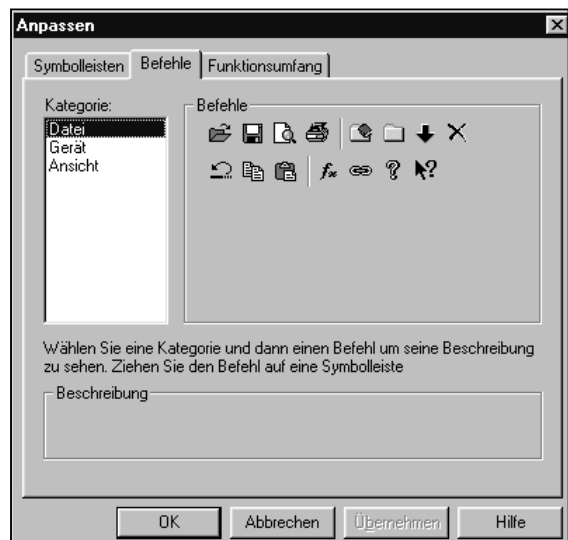 Anpassen
Symbolleisten Befehle Funktionsumfang
Kategorie:
Datei
Gerät
Ansicht
Befehle
Wählen Sie eine Kategorie und dann einen Befehl um seine Beschreibung
zu sehen. Ziehen Sie den Befehl auf eine Symbolleiste
Beschreibung
OK Abbrechen Übernehmen Hilfe